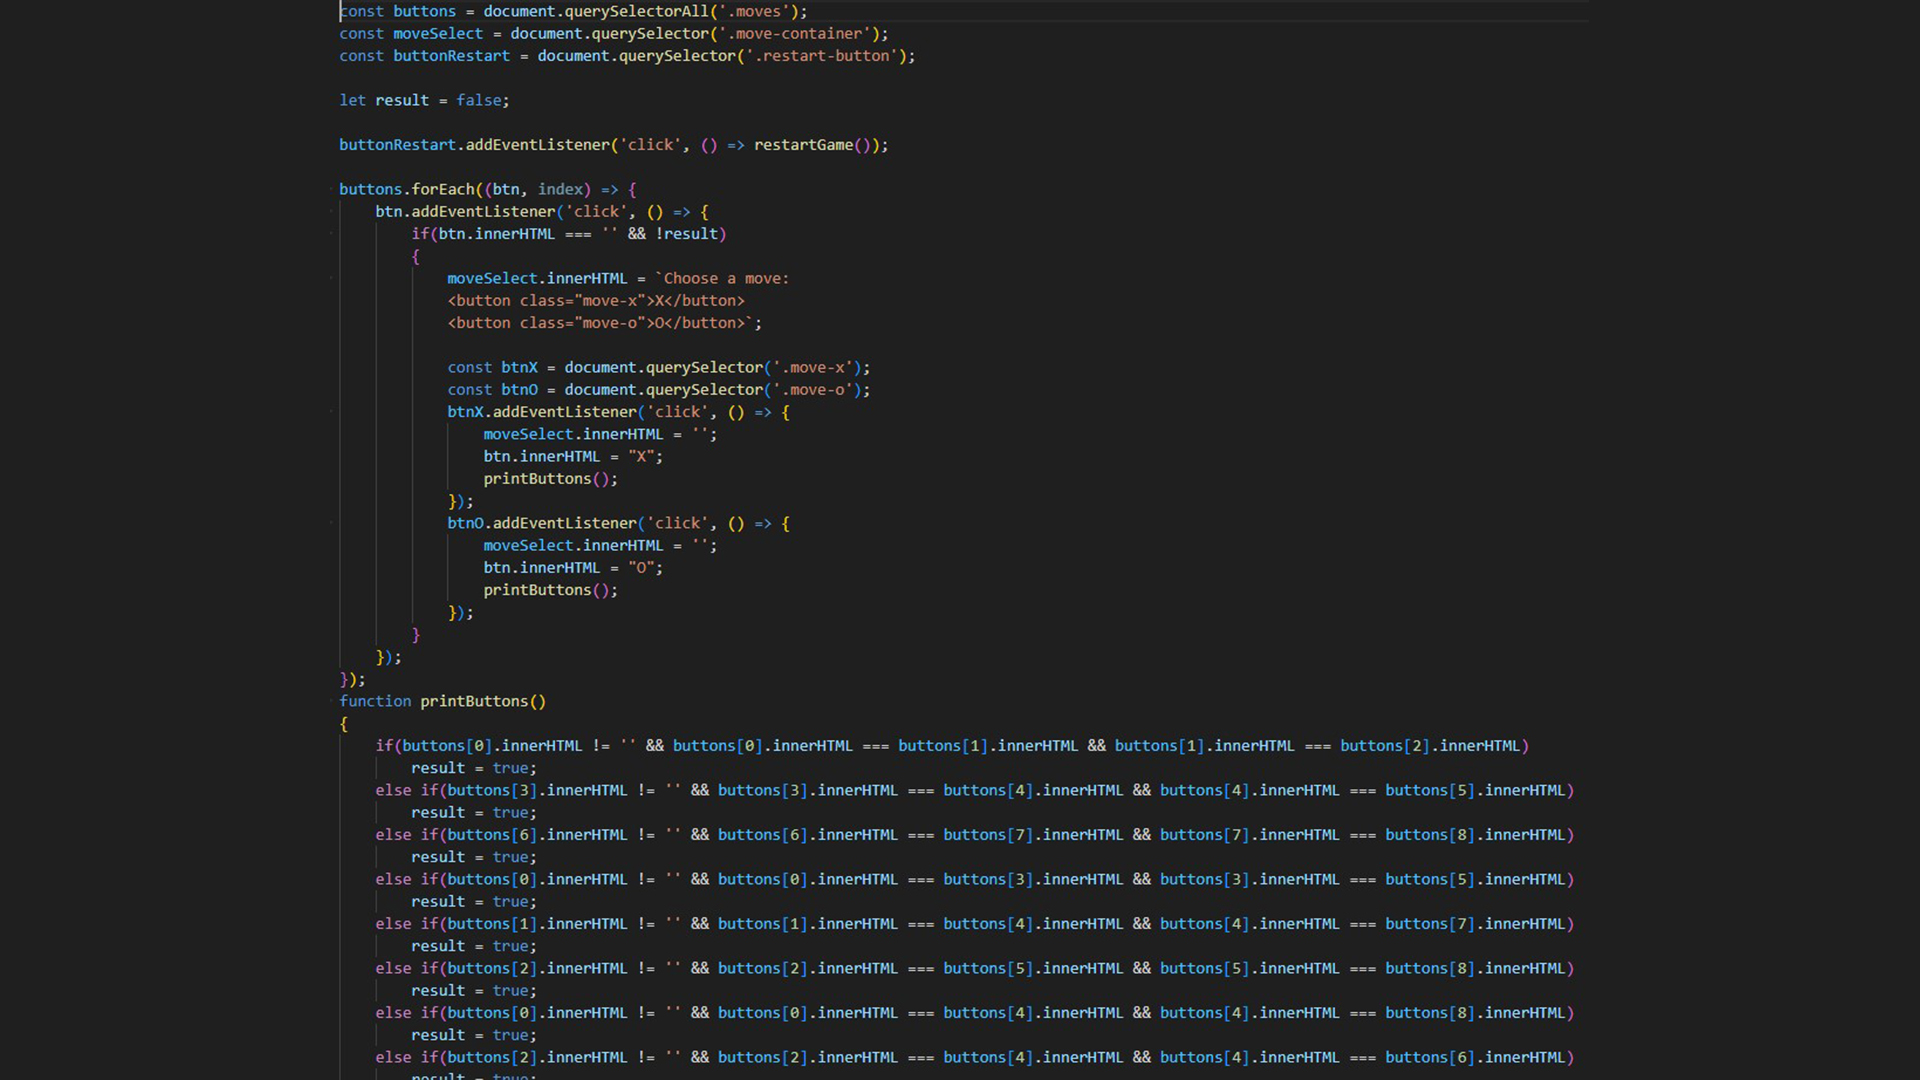 const buttons = document.querySelectorAll('.moves');
const moveSelect = document.querySelector('.move-container');
const buttonRestart = document.querySelector('.restart-button');
let result = false;
buttonRestart.addEventListener('click', () => restartGame());
buttons.forEach((btn, index) => {
btn.addEventListener('click', () => {
if(btn.innerHTML === '' && !result)
{
moveSelect.innerHTML = `Choose a move:
<button class="move-x">X</button>
<button class="move-o">O</button>`;
const btnX = document.querySelector('.move-x');
const btnO = document.querySelector('.move-o');
btnX.addEventListener('click', () => {
moveSelect.innerHTML = '';
btn.innerHTML = "X";
printButtons();
});
btnO.addEventListener('click', () => {
moveSelect.innerHTML = '';
btn.innerHTML = "O";
printButtons();
});
}
});
});
function printButtons()
{
if(buttons[0].innerHTML != '' && buttons[0].innerHTML === buttons[1].innerHTML && buttons[1].innerHTML === buttons[2].innerHTML)
result = true;
else if(buttons[3].innerHTML != '' && buttons[3].innerHTML === buttons[4].innerHTML && buttons[4].innerHTML === buttons[5].innerHTML)
result = true;
else if(buttons[6].innerHTML != '' && buttons[6].innerHTML === buttons[7].innerHTML && buttons[7].innerHTML === buttons[8].innerHTML)
result = true;
else if(buttons[0].innerHTML != '' && buttons[0].innerHTML === buttons[3].innerHTML && buttons[3].innerHTML === buttons[5].innerHTML)
result = true;
else if(buttons[1].innerHTML != '' && buttons[1].innerHTML === buttons[4].innerHTML && buttons[4].innerHTML === buttons[7].innerHTML)
result = true;
else if(buttons[2].innerHTML != '' && buttons[2].innerHTML === buttons[5].innerHTML && buttons[5].innerHTML === buttons[8].innerHTML)
result = true;
else if(buttons[0].innerHTML != '' && buttons[0].innerHTML === buttons[4].innerHTML && buttons[4].innerHTML === buttons[8].innerHTML)
result = true;
else if(buttons[2].innerHTML != '' && buttons[2].innerHTML === buttons[4].innerHTML && buttons[4].innerHTML === buttons[6].innerHTML)
result = true;